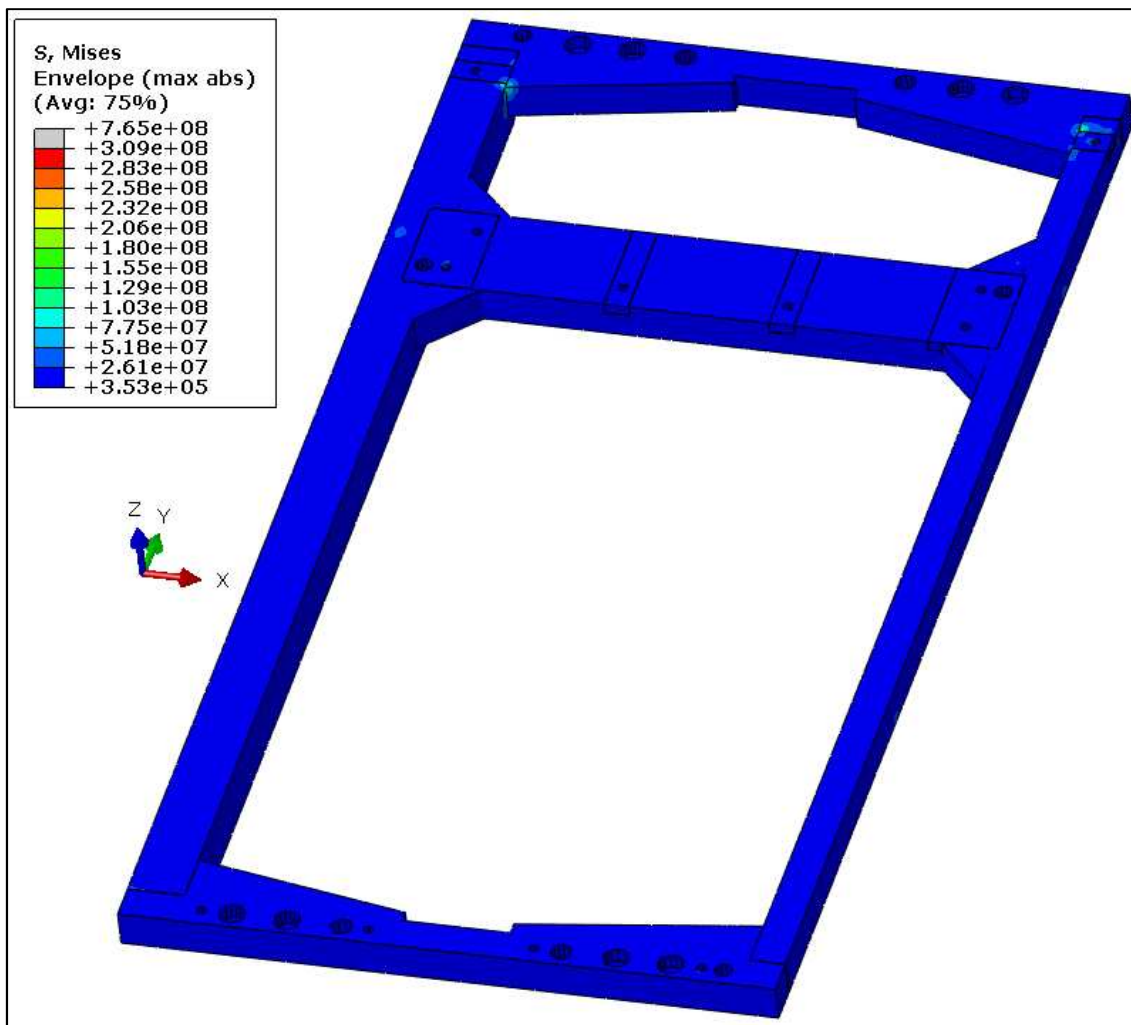 S, Mises
Envelope (max abs)
(Avg: 75%)
+7.65e+08
+3.09e+08
+2.83e+08
+2.58e+08
+2.32e+08
+2.06e+08
+1.80e+08
+1.55e+08
+1.29e+08
+1.03e+08
+7.75e+07
+5.18e+07
+2.61e+07
+3.53e+05
Z
Y
X